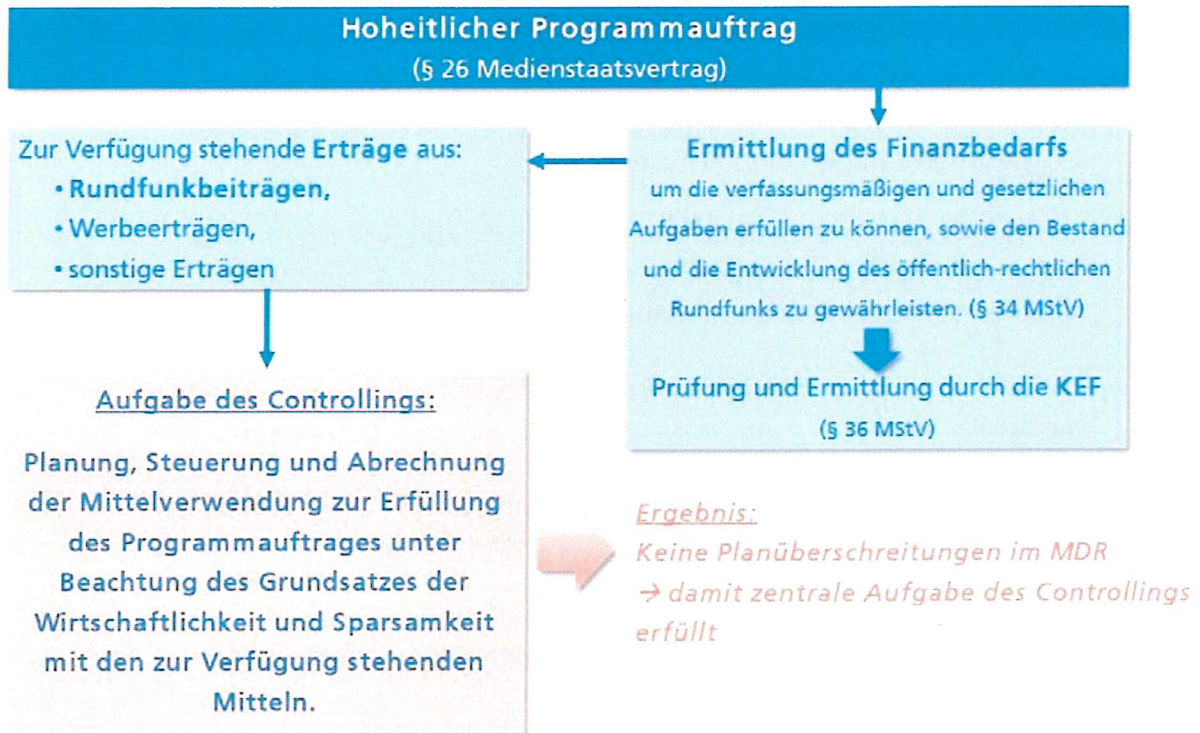 Hoheitlicher Programmauftrag
(§ 26 Medienstaatsvertrag)
Zur Verfügung stehende Erträge aus:
• Rundfunkbeiträgen,
• Werbeerträgen,
• sonstige Erträgen
Ermittlung des Finanzbedarfs
um die verfassungsmäßigen und gesetzlichen
Aufgaben erfüllen zu können, sowie den Bestand
und die Entwicklung des öffentlich-rechtlichen
Rundfunks zu gewährleisten. (§ 34 MStV)
Prüfung und Ermittlung durch die KEF
(§ 36 MStV)
Aufgabe des Controllings:
Planung, Steuerung und Abrechnung
der Mittelverwendung zur Erfüllung
des Programmauftrages unter
Beachtung des Grundsatzes der
Wirtschaftlichkeit und Sparsamkeit
mit den zur Verfügung stehenden
Mitteln.
Ergebnis:
Keine Planüberschreitungen im MDR
→ damit zentrale Aufgabe des Controllings
erfüllt